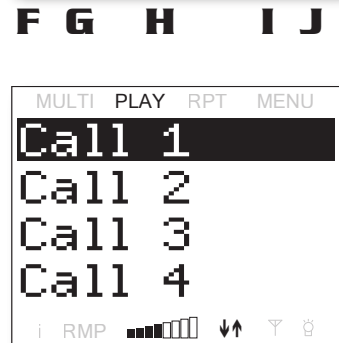 F G H I J
MULTI PLAY RPT MENU
Call 1
Call 2
Call 3
Call 4
i RMP